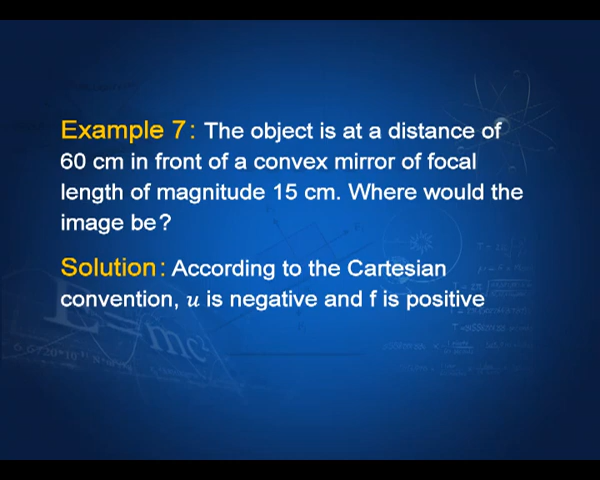 Example 7: The object is at a distance of
60 cm in front of a convex mirror of focal
length of magnitude 15 cm. Where would the
image be?
Solution: According to the Cartesian
convention, u is negative and f is positive
E=mc²